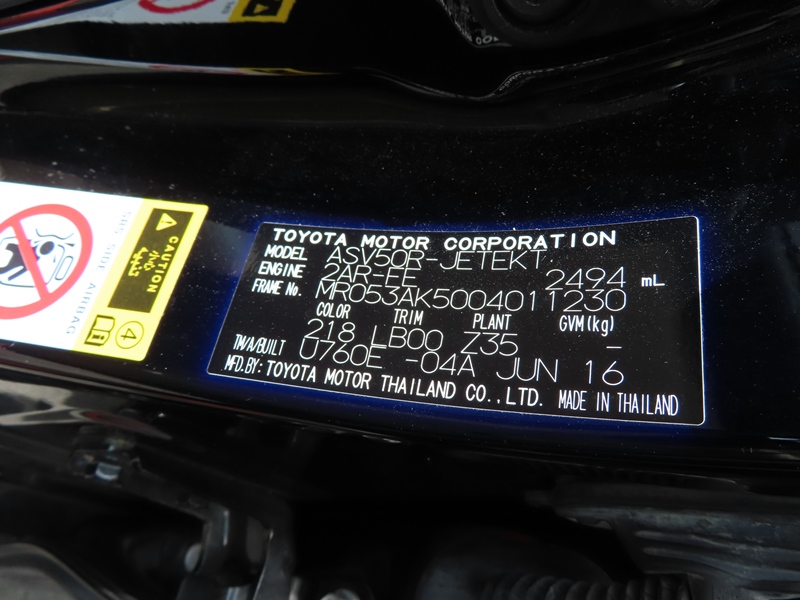 TOYOTA MOTOR CORPORATION
MODEL ASV50R-JETEKT
ENGINE 2AR-FE 2494 mL
FRAME No. MR053AK5004011230
COLOR TRIM PLANT GVM(kg)
218 LB00 Z35 -
TM/A/BUILT U760E -04A JUN 16
MFD.BY: TOYOTA MOTOR THAILAND CO.,LTD. MADE IN THAILAND
CAUTION
SRS SIDE AIRBAG
4